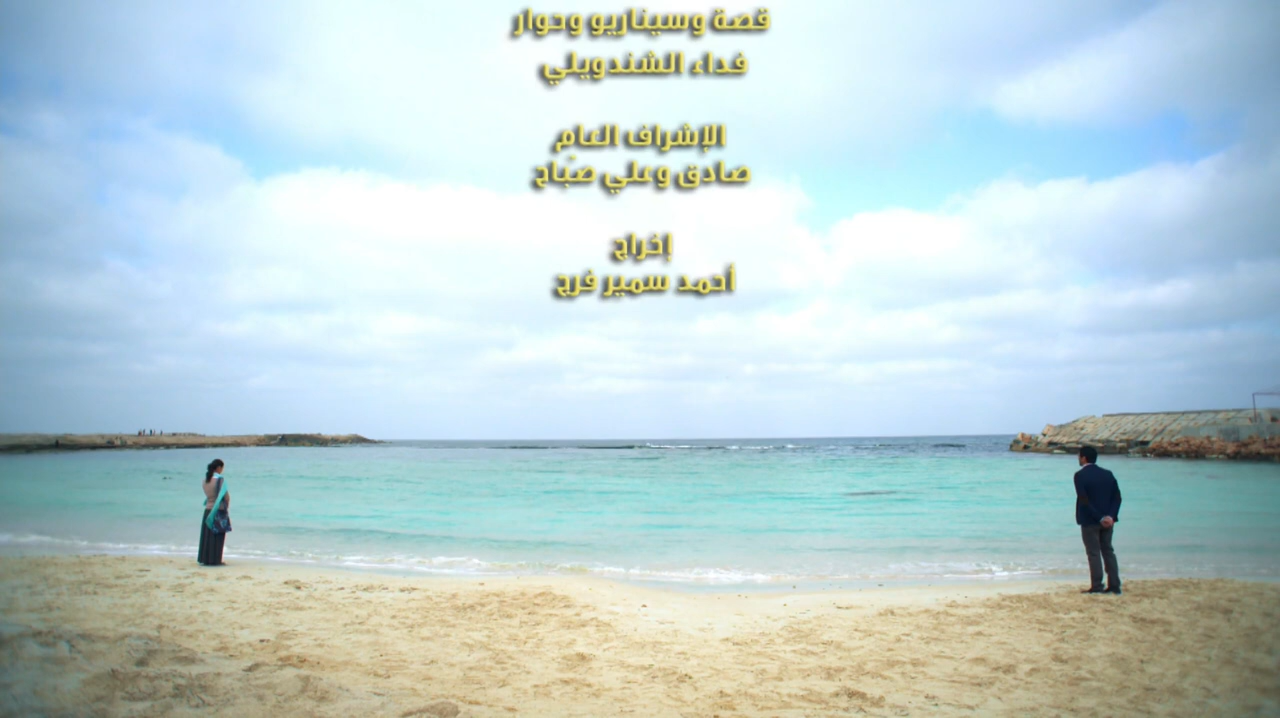 قصة وسيناريو وحوار
فداء الشندويلي
الإشراف العام
صادق وعلي صبّاح
إخراج
أحمد سمير فرج